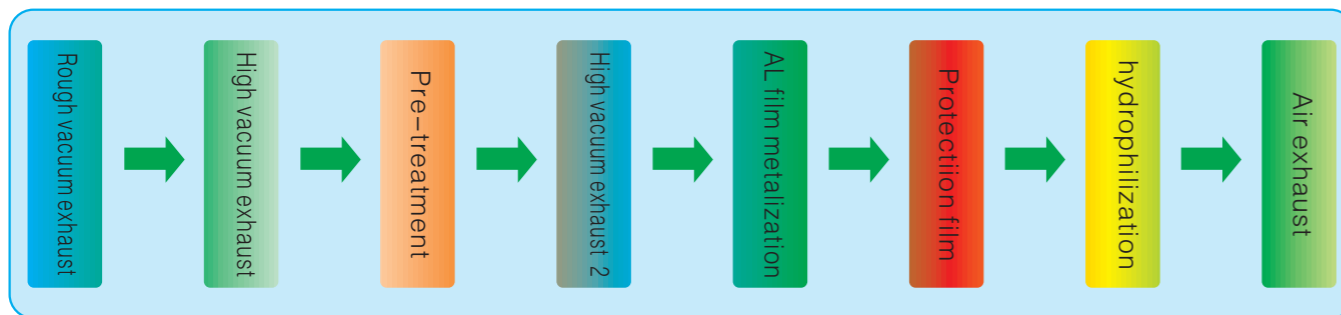 Rough vacuum exhaust
High vacuum exhaust
Pre-treatment
High vacuum exhaust 2
AL film metalization
Protectiion film
hydrophilization
Air exhaust